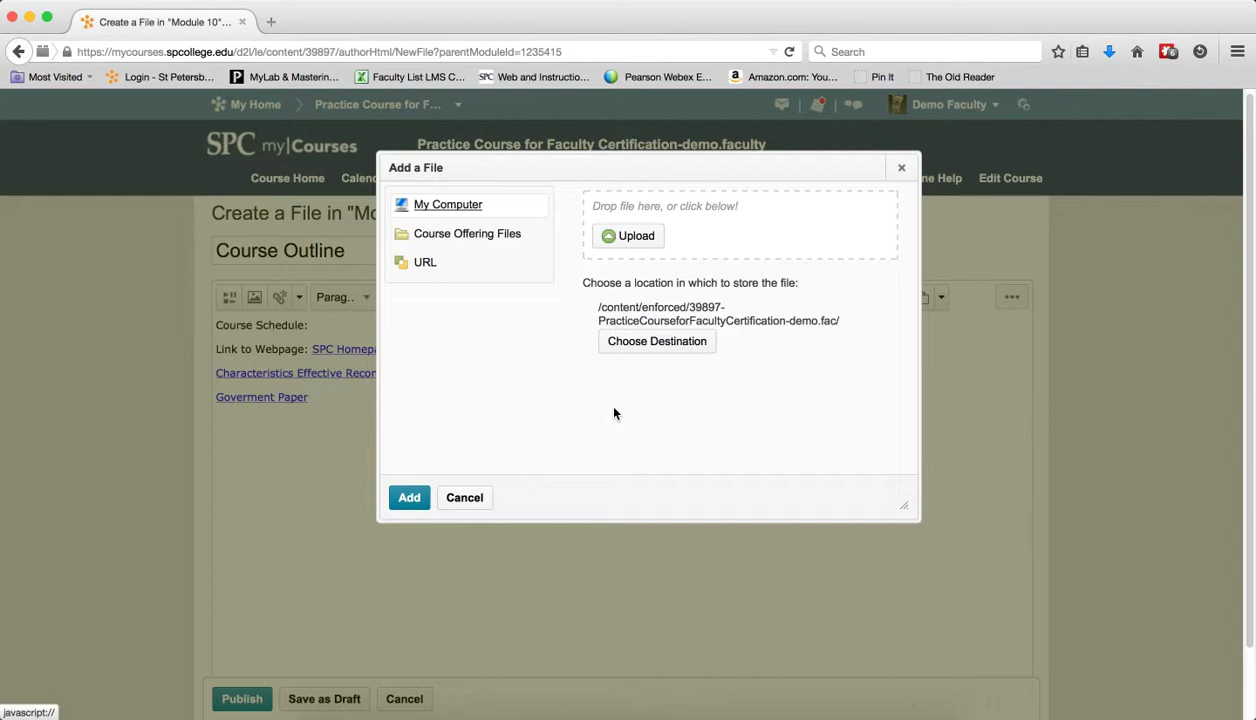 Create a File in "Module 10"...
https://mycourses.spcollege.edu/d2l/le/content/39897/authorHtml/NewFile?parentModuleId=1235415
Search
Most Visited
Login - St Petersb...
MyLab & Mastering...
Faculty List LMS C...
SPC Web and Instructio...
Pearson Webex E...
Amazon.com: You...
Pin It
The Old Reader
My Home
Practice Course for F...
Demo Faculty
SPC my|Courses
Practice Course for Faculty Certification-demo.faculty
Course Home
Calen
ne Help
Edit Course
Create a File in "Mo
Course Outline
Parag..
Course Schedule:
Link to Webpage: SPC Homepa
Characteristics Effective Recor
Goverment Paper
Add a File
My Computer
Course Offering Files
URL
Drop file here, or click below!
Upload
Choose a location in which to store the file:
/content/enforced/39897-
PracticeCourseforFacultyCertification-demo.fac/
Choose Destination
Add
Cancel
Publish
Save as Draft
Cancel
javascript://